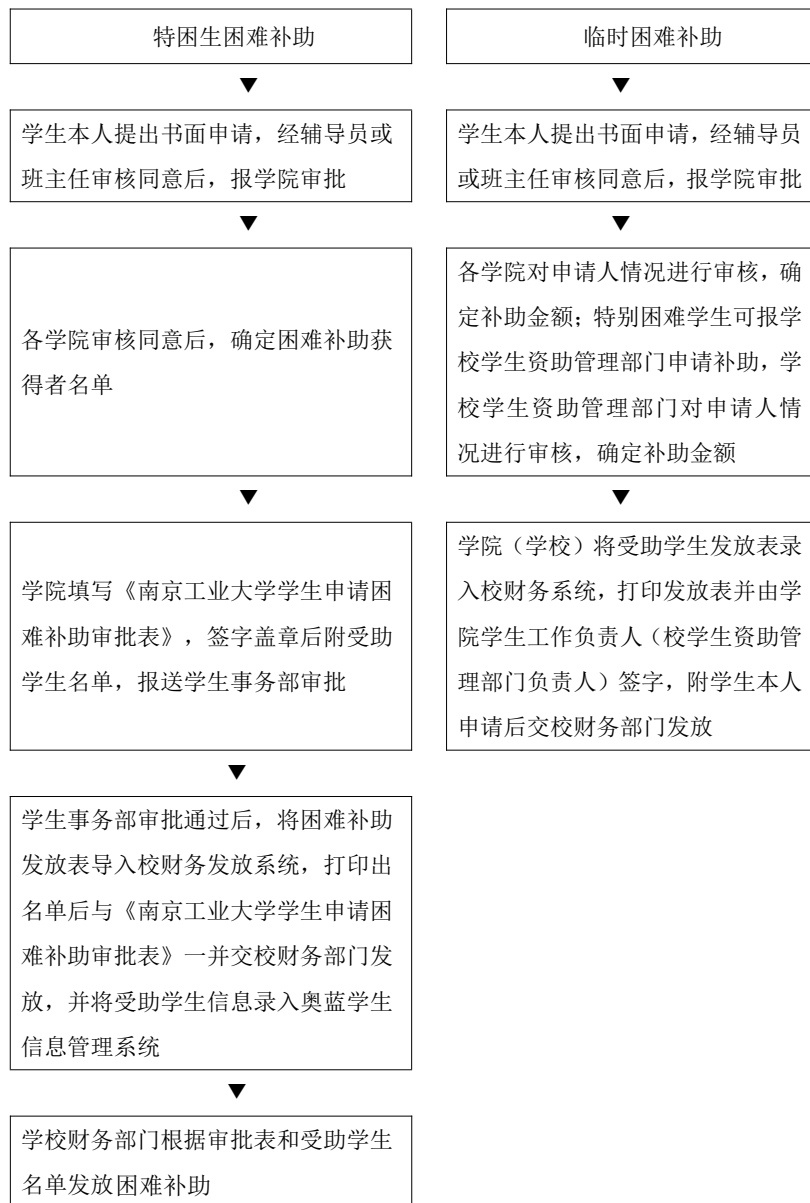 特困生困难补助
学生本人提出书面申请，经辅导员或
班主任审核同意后，报学院审批
各学院审核同意后，确定困难补助获
得者名单
学院填写《南京工业大学学生申请困
难补助审批表》，签字盖章后附受助
学生名单，报送学生事务部审批
学生事务部审批通过后，将困难补助
发放表导入校财务发放系统，打印出
名单后与《南京工业大学学生申请困
难补助审批表》一并交校财务部门发
放，并将受助学生信息录入奥蓝学生
信息管理系统
学校财务部门根据审批表和受助学生
名单发放困难补助
临时困难补助
学生本人提出书面申请，经辅导员
或班主任审核同意后，报学院审批
各学院对申请人情况进行审核，确
定补助金额；特别困难学生可报学
校学生资助管理部门申请补助，学
校学生资助管理部门对申请人情
况进行审核，确定补助金额
学院（学校）将受助学生发放表录
入校财务系统，打印发放表并由学
院学生工作负责人（校学生资助管
理部门负责人）签字，附学生本人
申请后交校财务部门发放